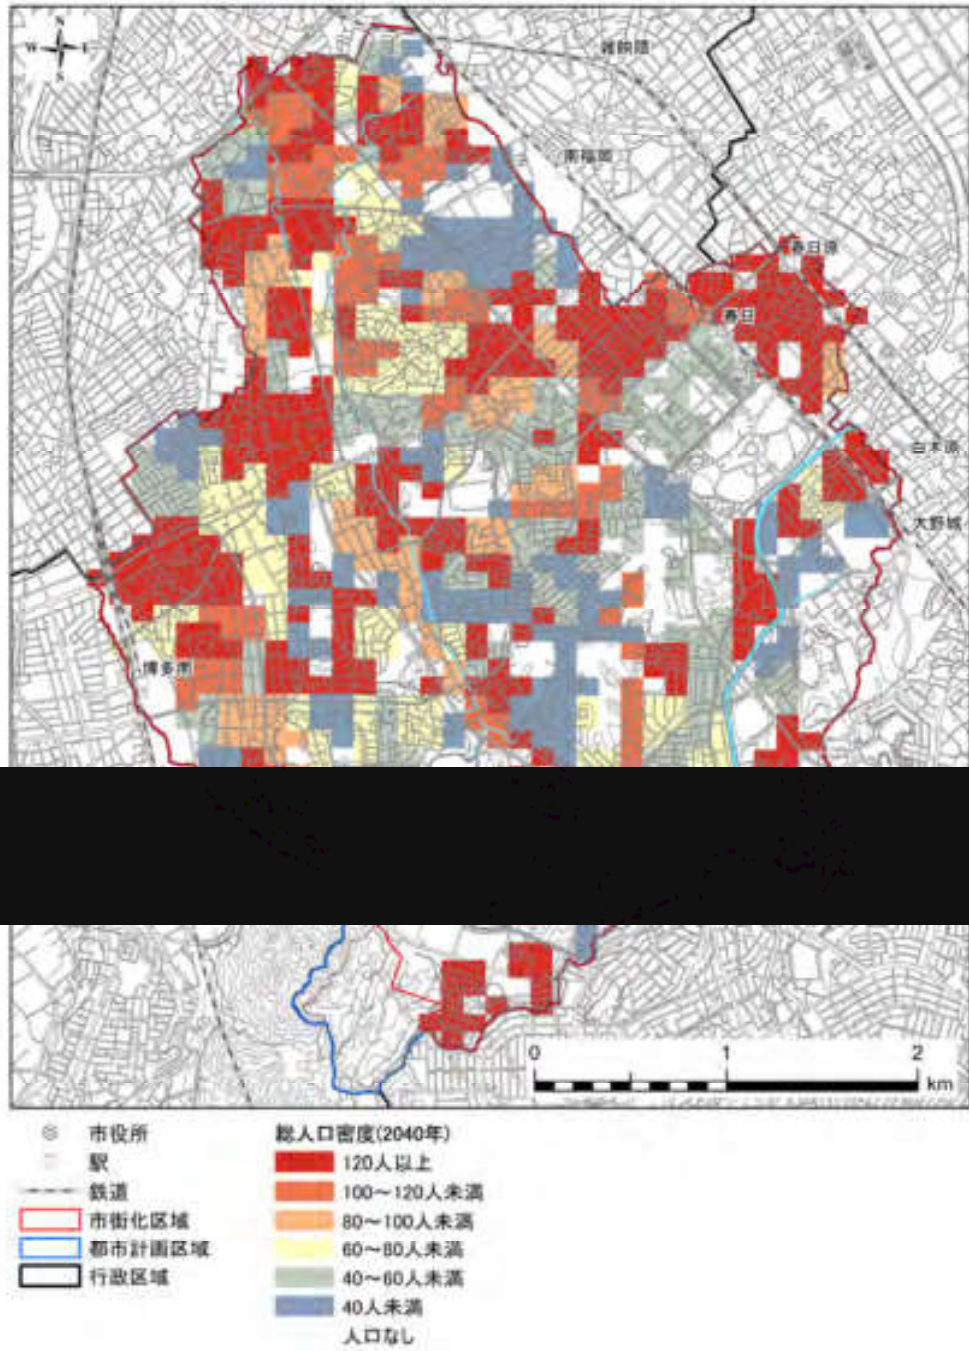 N
W E
S
雑餉隈
南福岡
春日原
春日
白木原
大野城
博多南
0 1 2
km
市役所
駅
鉄道
市街化区域
都市計画区域
行政区域
総人口密度(2040年)
120人以上
100～120人未満
80～100人未満
60～80人未満
40～60人未満
40人未満
人口なし